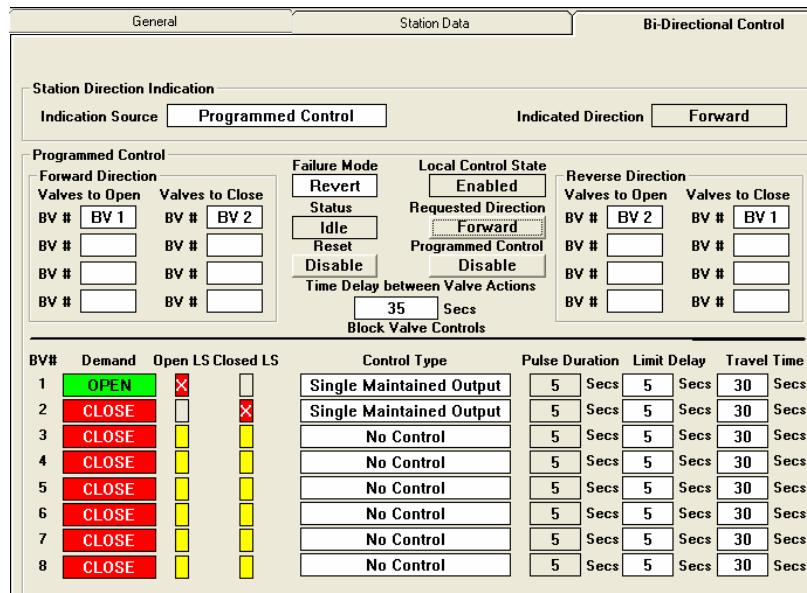 General Station Data Bi-Directional Control
Station Direction Indication
Indication Source Programmed Control Indicated Direction Forward
Programmed Control
Forward Direction Failure Mode Local Control State Reverse Direction
Valves to Open Valves to Close Revert Enabled Valves to Open Valves to Close
BV # BV 1 BV # BV 2 Status Requested Direction BV # BV 2 BV # BV 1
BV # BV # Idle Forward BV # BV #
Reset Programmed Control
BV # BV # Disable Disable BV # BV #
Time Delay between Valve Actions
BV # BV # 35 Secs BV # BV #
Block Valve Controls
BV# Demand Open LS Closed LS Control Type Pulse Duration Limit Delay Travel Time
1 OPEN X Single Maintained Output 5 Secs 5 Secs 30 Secs
2 CLOSE X Single Maintained Output 5 Secs 5 Secs 30 Secs
3 CLOSE No Control 5 Secs 5 Secs 30 Secs
4 CLOSE No Control 5 Secs 5 Secs 30 Secs
5 CLOSE No Control 5 Secs 5 Secs 30 Secs
6 CLOSE No Control 5 Secs 5 Secs 30 Secs
7 CLOSE No Control 5 Secs 5 Secs 30 Secs
8 CLOSE No Control 5 Secs 5 Secs 30 Secs